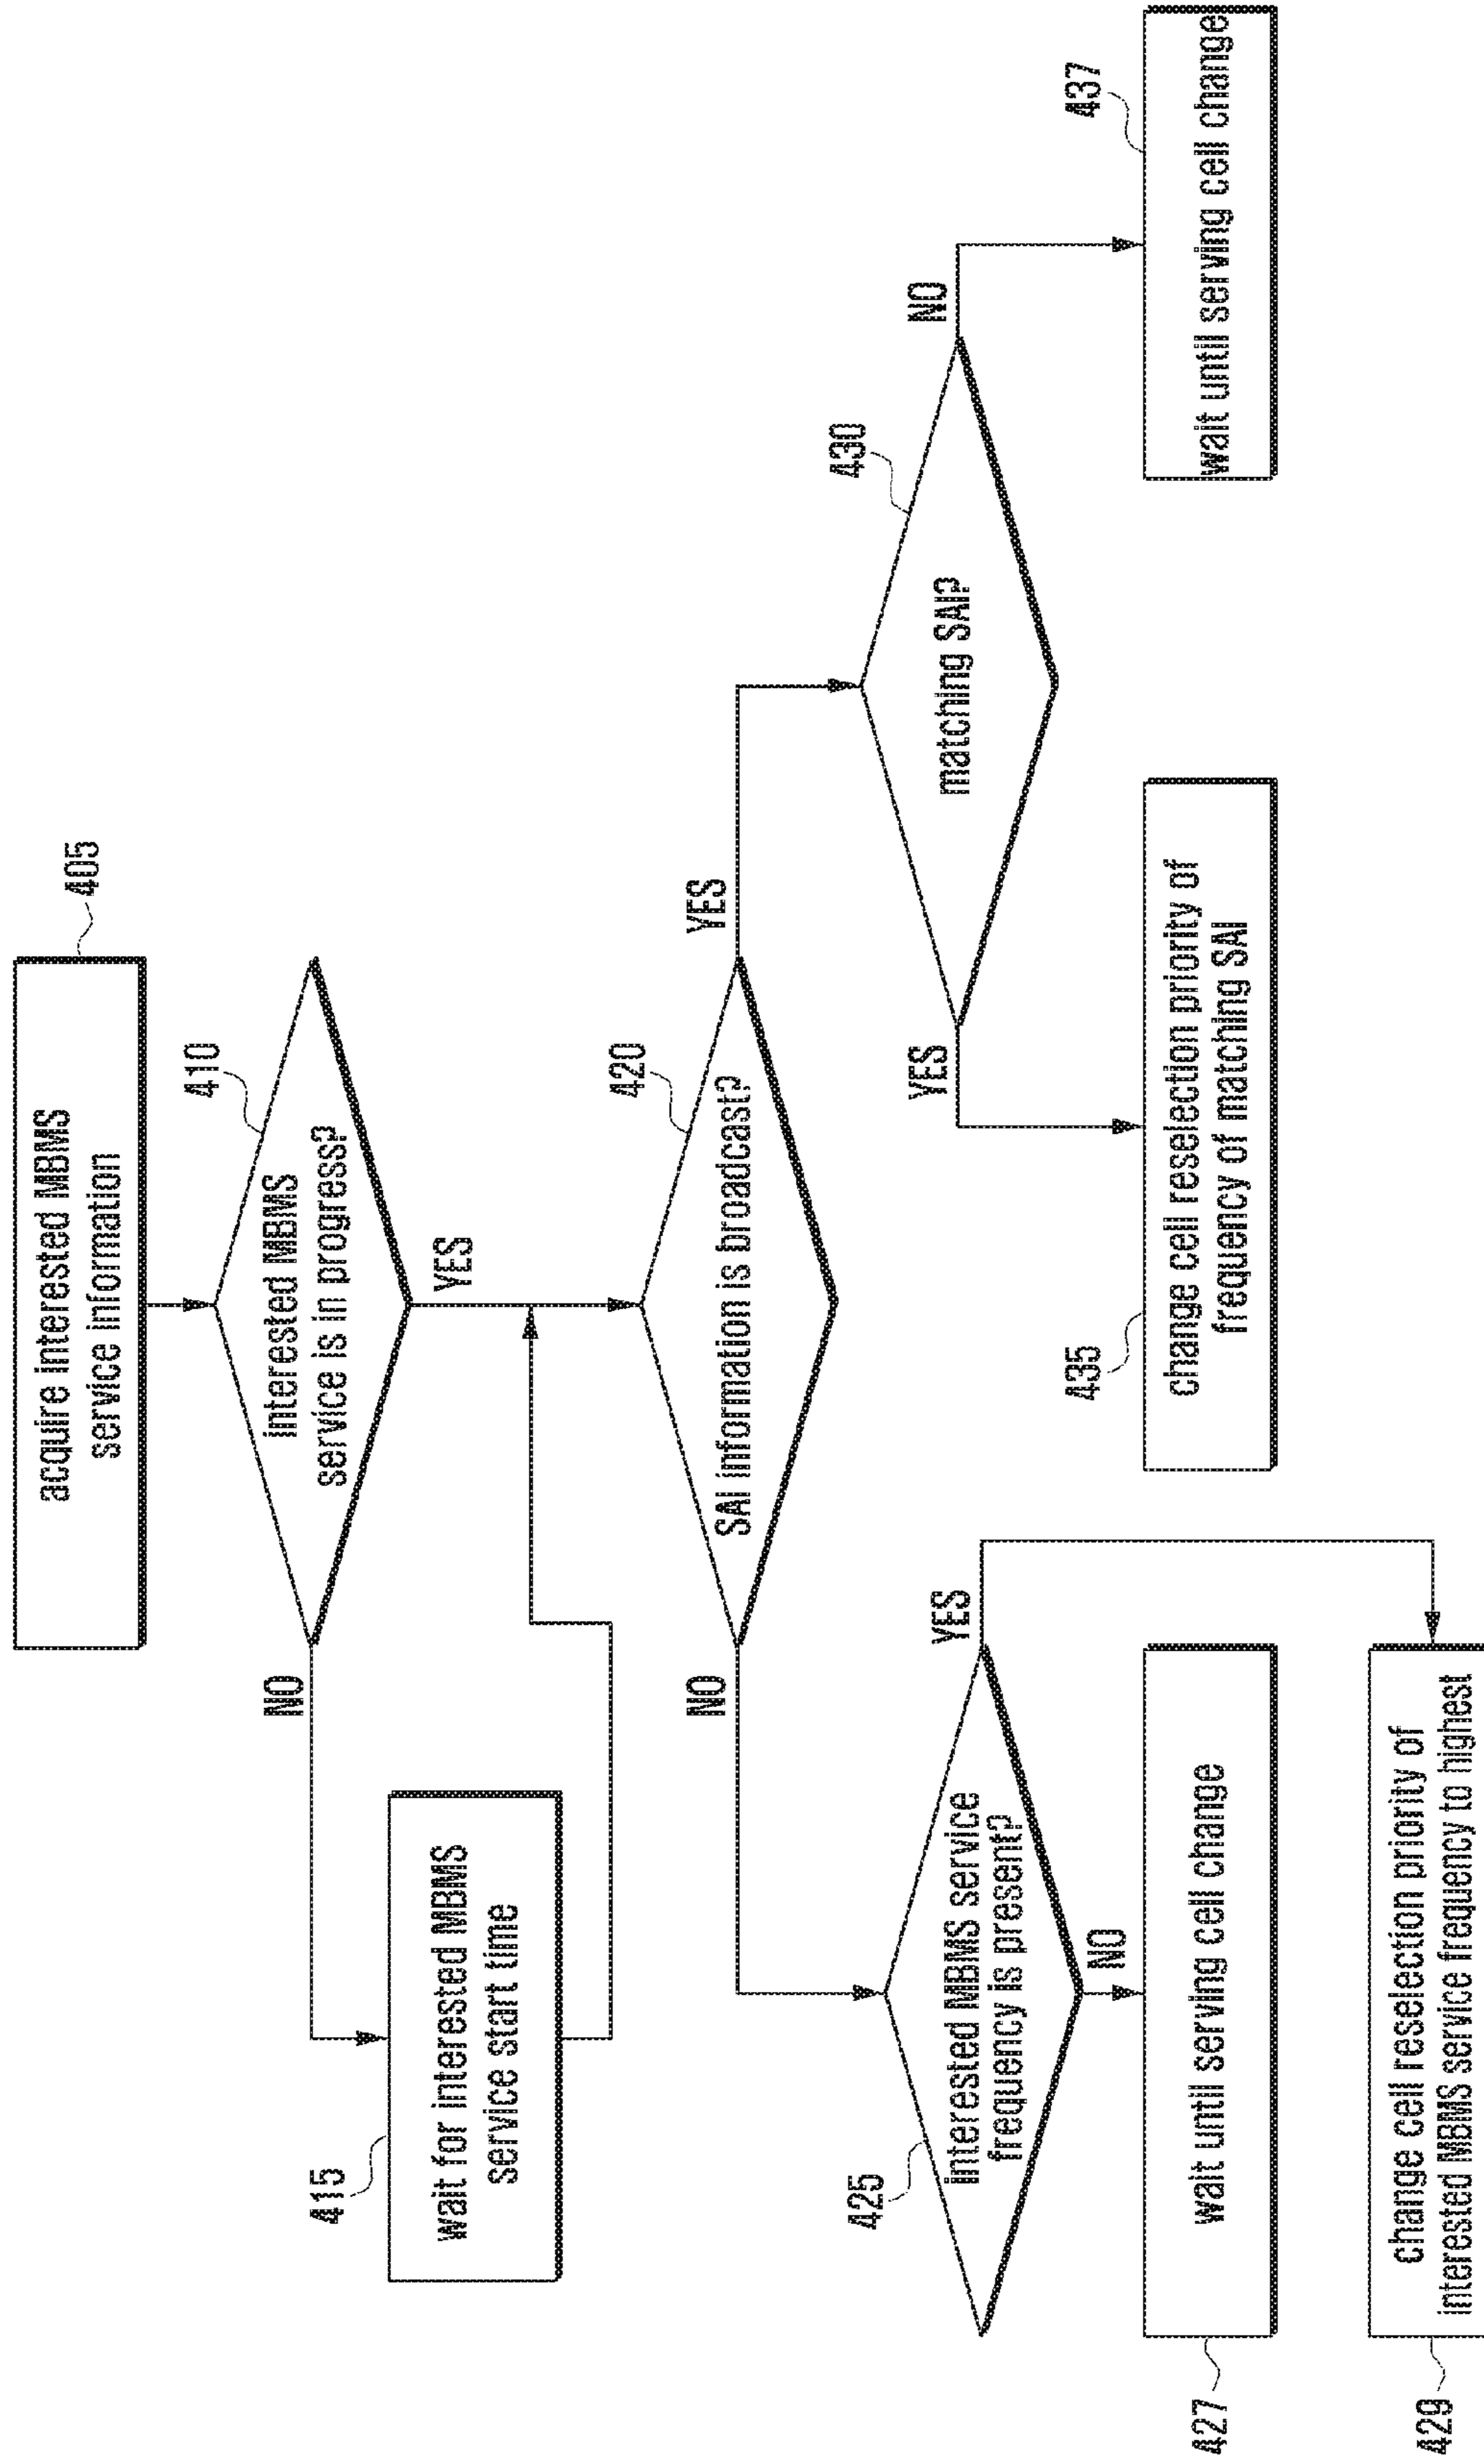 acquire interested MBMS
service information
405
interested MBMS
service is in progress?
410
NO
YES
wait for interested MBMS
service start time
415
SAI information is broadcast?
420
NO
YES
interested MBMS service
frequency is present?
425
YES
NO
matching SAI?
430
YES
NO
wait until serving cell change
427
change cell reselection priority of
frequency of matching SAI
435
wait until serving cell change
437
change cell reselection priority of
interested MBMS service frequency to highest
429